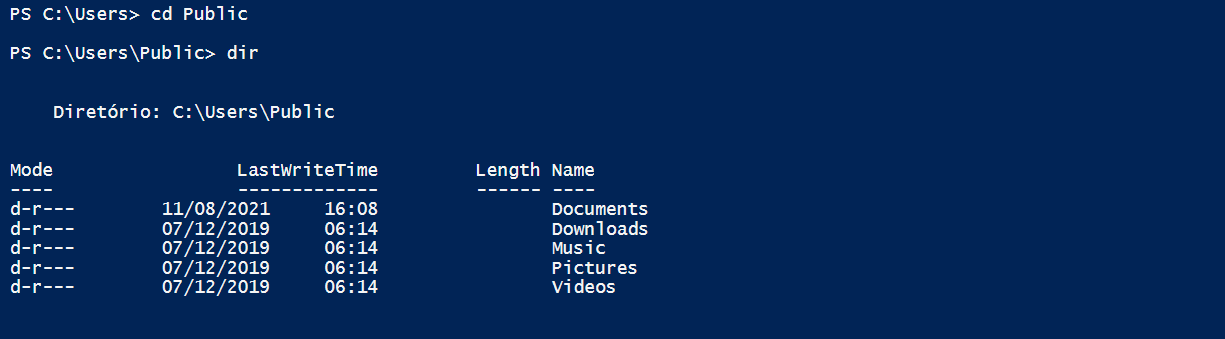 PS C:\Users> cd Public
PS C:\Users\Public> dir
Diretório: C:\Users\Public
Mode                 LastWriteTime         Length Name
----                 -------------         ------ ----
d-r---        11/08/2021     16:08                Documents
d-r---        07/12/2019     06:14                Downloads
d-r---        07/12/2019     06:14                Music
d-r---        07/12/2019     06:14                Pictures
d-r---        07/12/2019     06:14                Videos